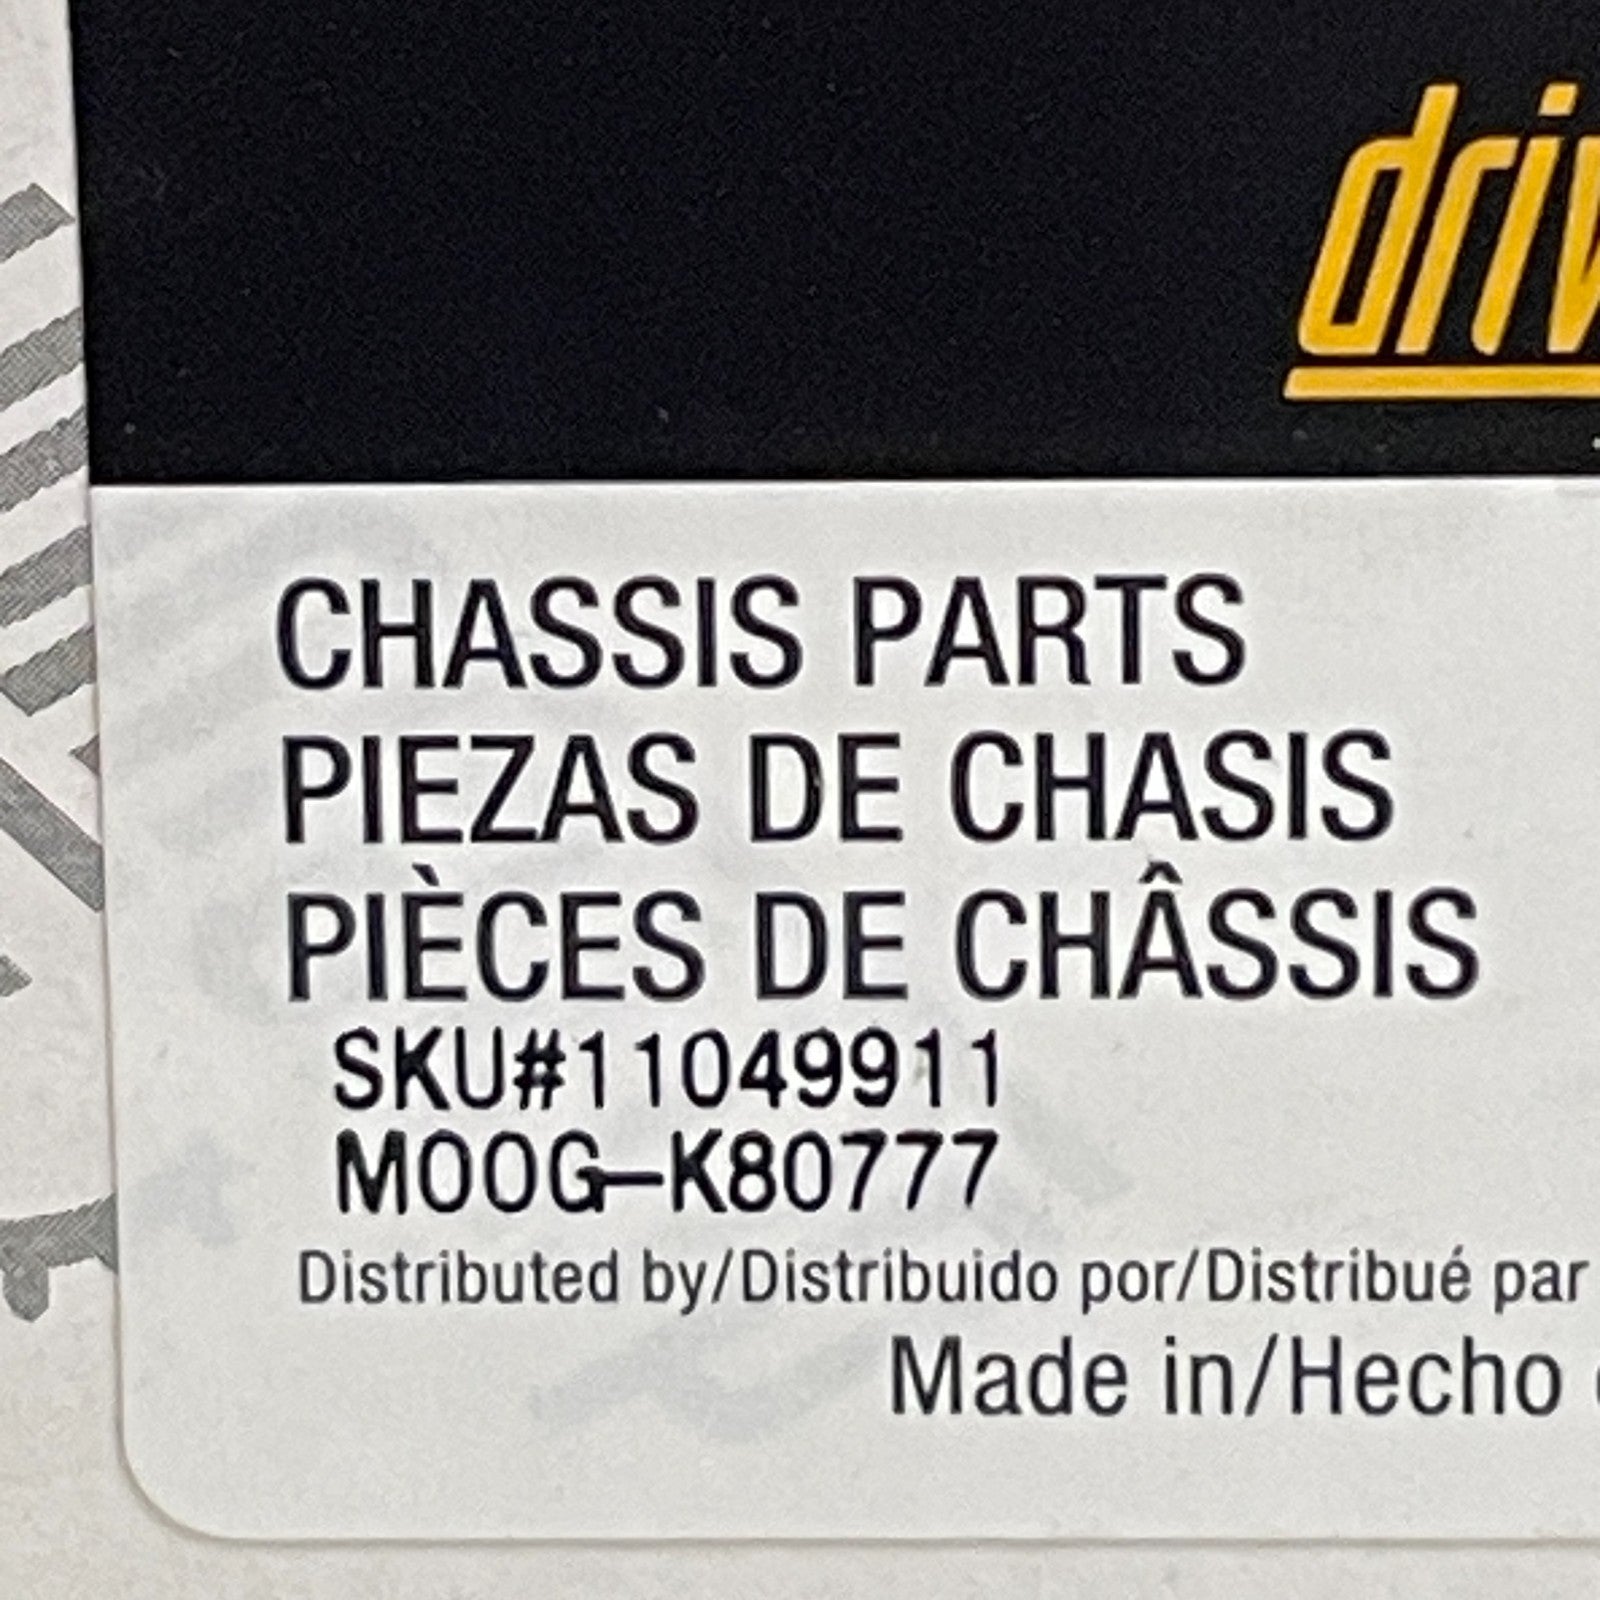 driv
CHASSIS PARTS
PIEZAS DE CHASIS
PIÈCES DE CHÂSSIS
SKU#11049911
MOOG-K80777
Distributed by/Distribuido por/Distribué par
Made in/Hecho